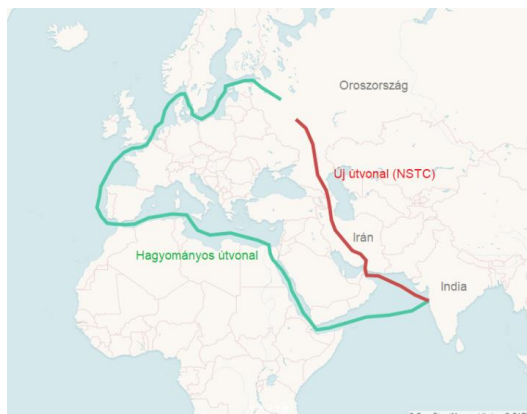 Oroszország
Új útvonal (NSTC)
Irán
Hagyományos útvonal
India